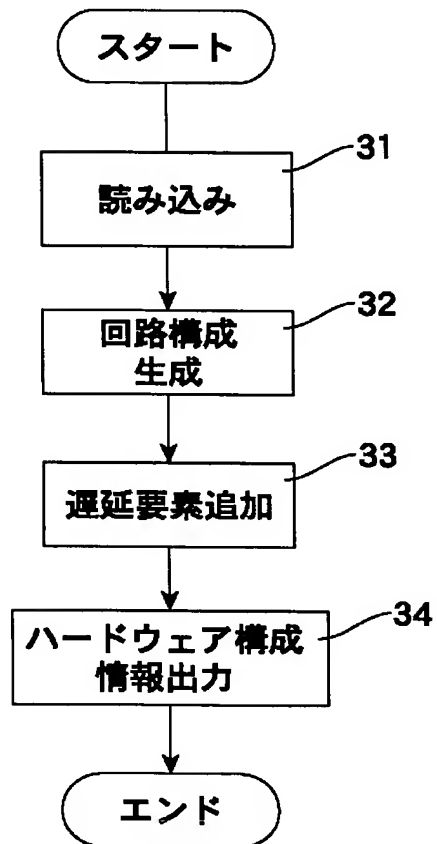 スタート
31
読み込み
32
回路構成
生成
33
遅延要素追加
34
ハードウェア構成
情報出力
エンド